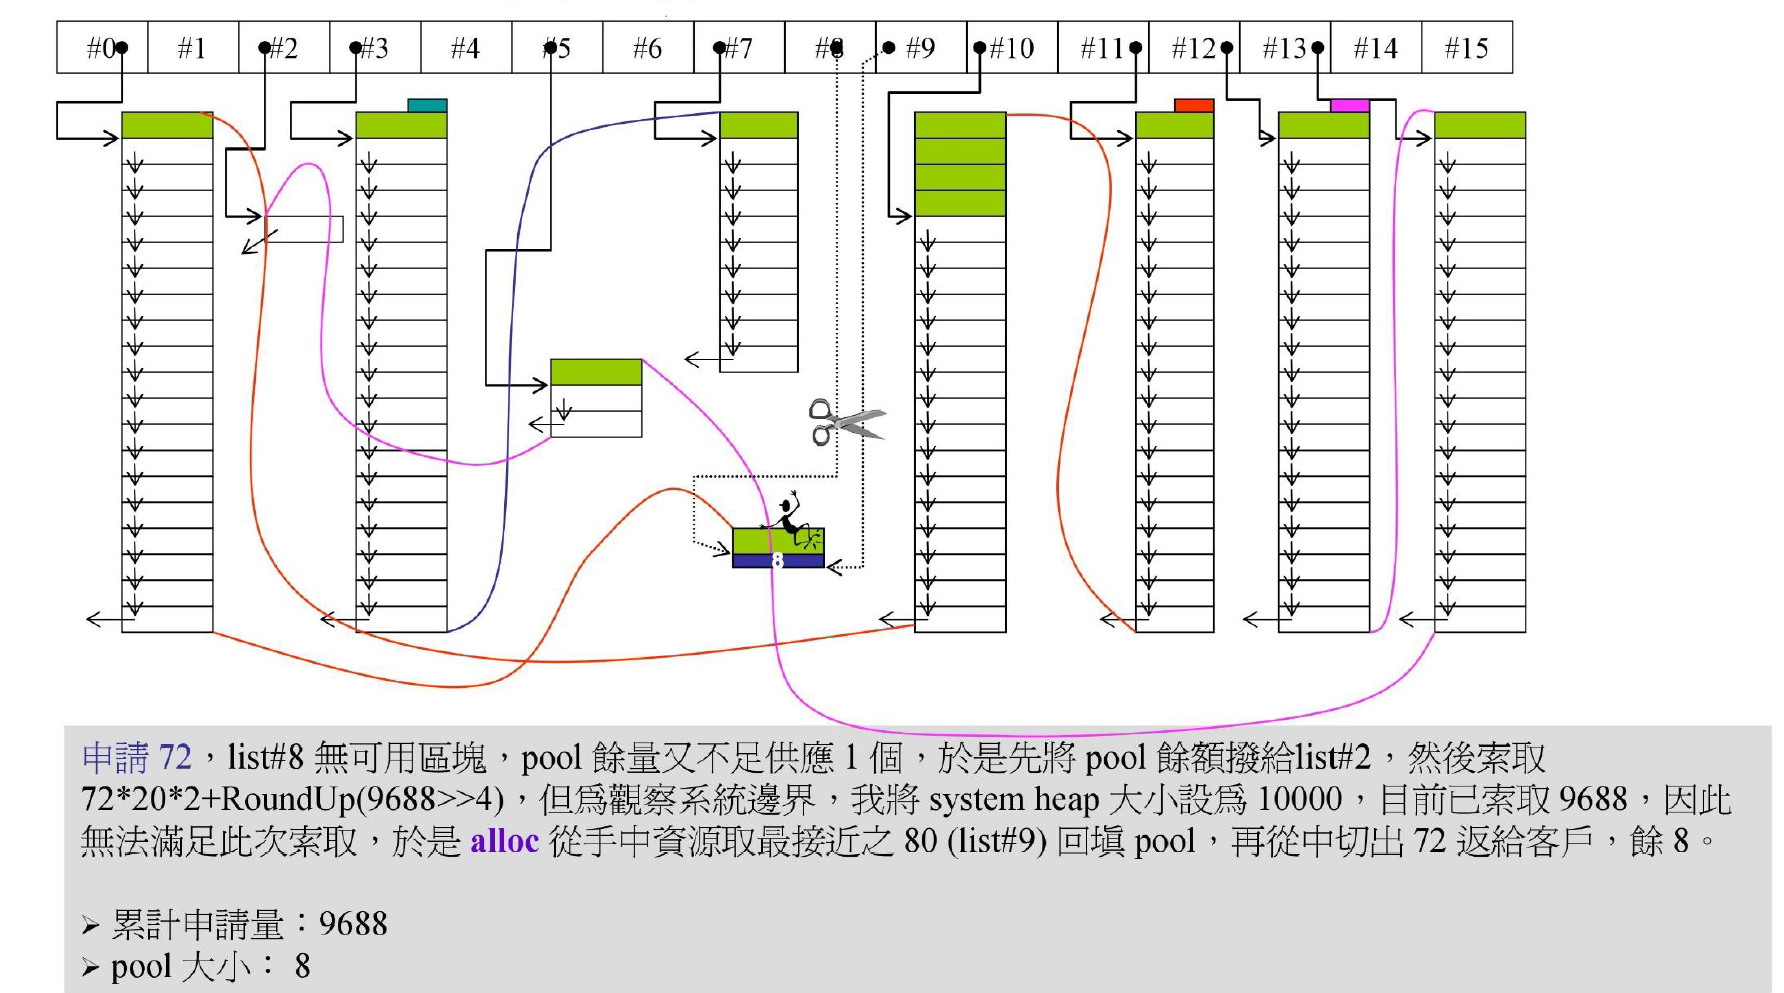 #0 #1 #2 #3 #4 #5 #6 #7 #8 #9 #10 #11 #12 #13 #14 #15
8
申請 72，list#8 無可用區塊，pool 餘量又不足供應 1 個，於是先將 pool 餘額撥給list#2，然後索取
72*20*2+RoundUp(9688>>4)，但為觀察系統邊界，我將 system heap 大小設為 10000，目前已索取 9688，因此
無法滿足此次索取，於是 alloc 從手中資源取最接近之 80 (list#9) 回填 pool，再從中切出 72 返給客戶，餘 8。
➢ 累計申請量：9688
➢ pool 大小： 8